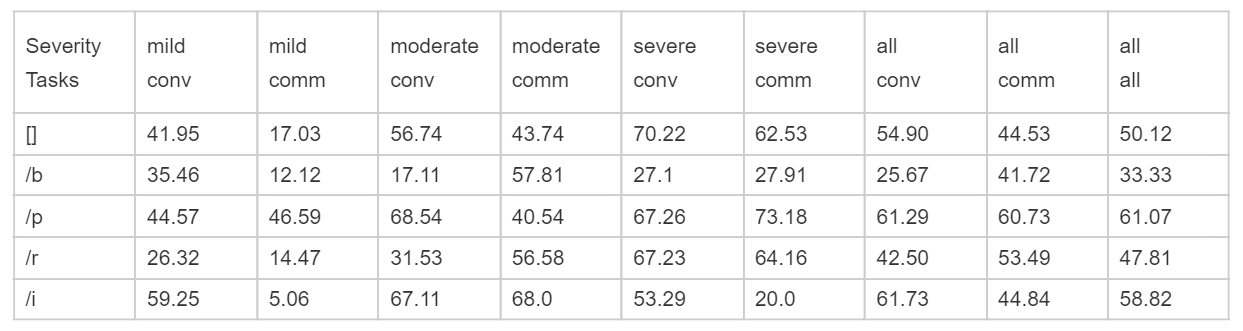 Severity mild mild moderate moderate severe severe all all all
Tasks conv comm conv comm conv comm conv comm all
[] 41.95 17.03 56.74 43.74 70.22 62.53 54.90 44.53 50.12
/b 35.46 12.12 17.11 57.81 27.1 27.91 25.67 41.72 33.33
/p 44.57 46.59 68.54 40.54 67.26 73.18 61.29 60.73 61.07
/r 26.32 14.47 31.53 56.58 67.23 64.16 42.50 53.49 47.81
/i 59.25 5.06 67.11 68.0 53.29 20.0 61.73 44.84 58.82